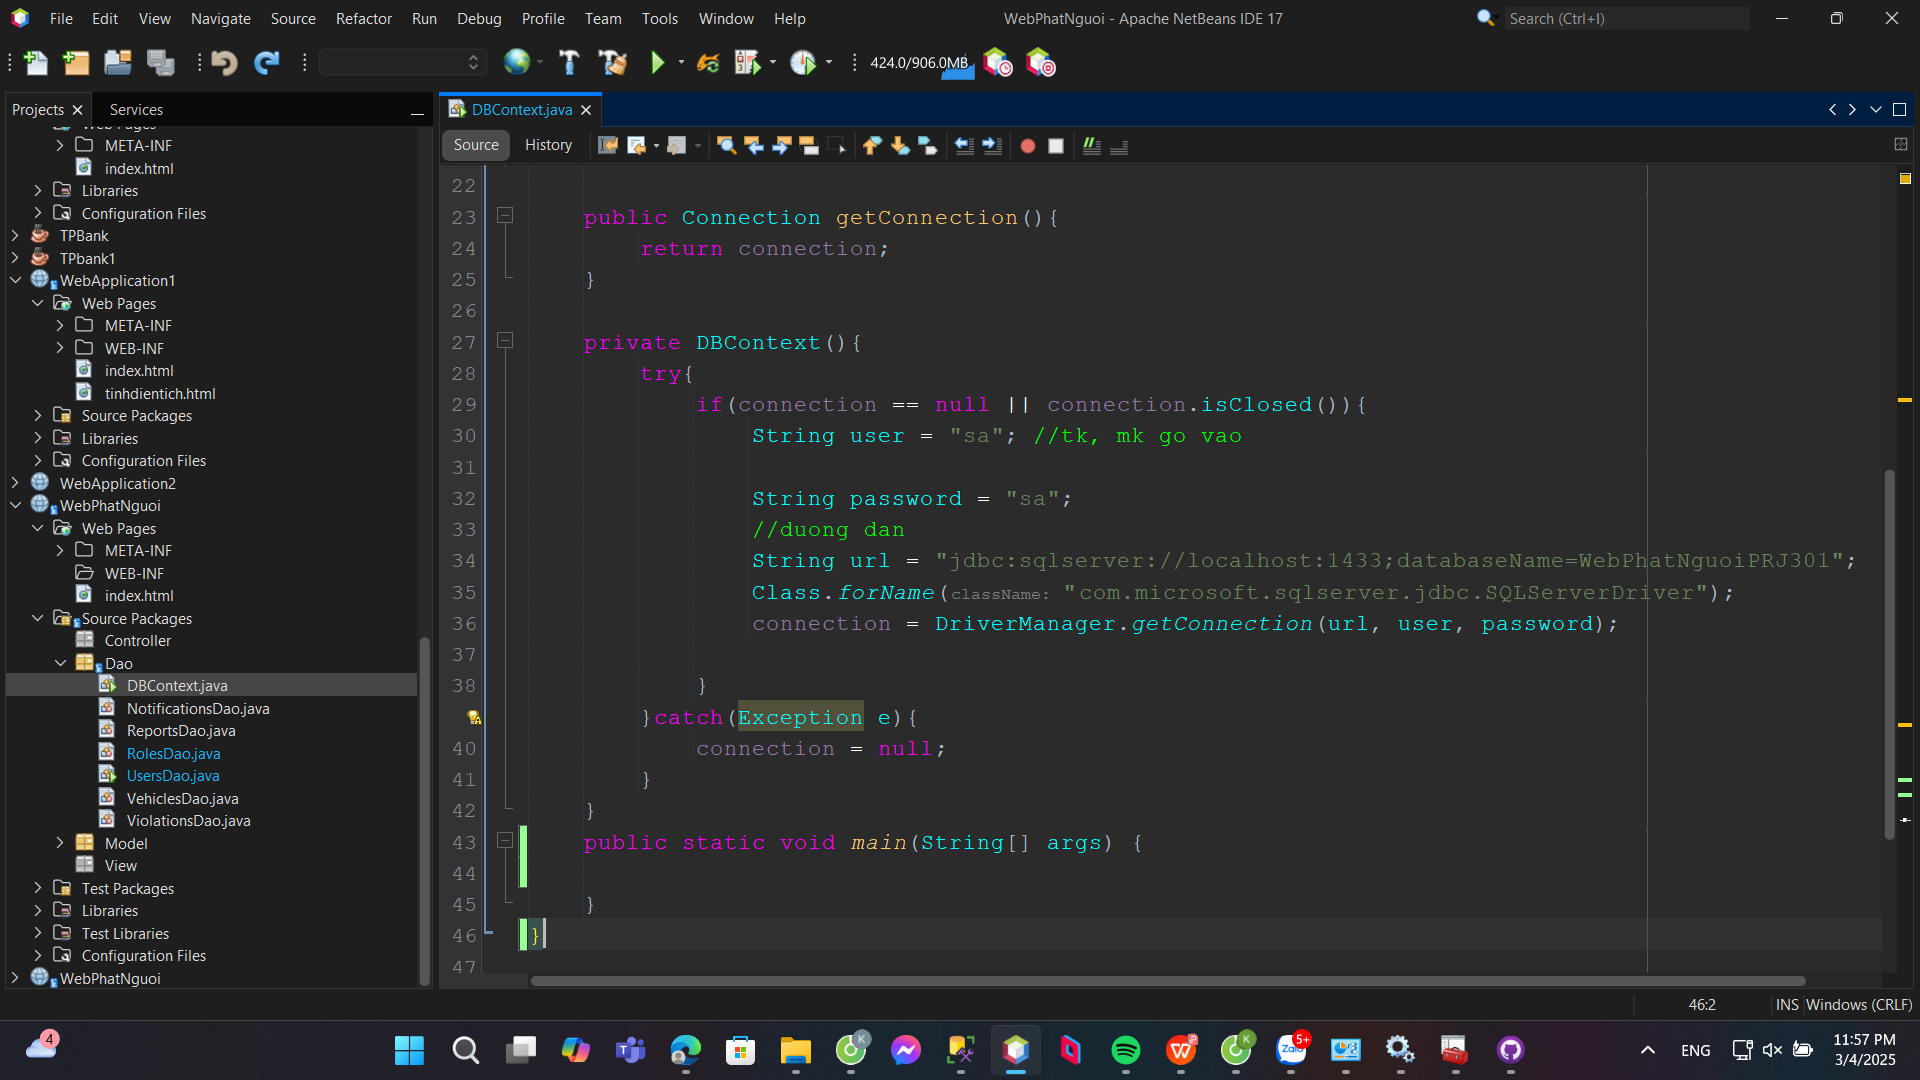 File Edit View Navigate Source Refactor Run Debug Profile Team Tools Window Help
WebPhatNguoi - Apache NetBeans IDE 17
Search (Ctrl+I)
424.0/906.0MB
Projects
Services
Web Pages
META-INF
index.html
Libraries
Configuration Files
TPBank
TPbank1
WebApplication1
Web Pages
META-INF
WEB-INF
index.html
tinhdientich.html
Source Packages
Libraries
Configuration Files
WebApplication2
WebPhatNguoi
Web Pages
META-INF
WEB-INF
index.html
Source Packages
Controller
Dao
DBContext.java
NotificationsDao.java
ReportsDao.java
RolesDao.java
UsersDao.java
VehiclesDao.java
ViolationsDao.java
Model
View
Test Packages
Libraries
Test Libraries
Configuration Files
WebPhatNguoi
DBContext.java
Source History
22
23 public Connection getConnection(){
24 return connection;
25 }
26
27 private DBContext(){
28 try{
29 if(connection == null || connection.isClosed()){
30 String user = "sa"; //tk, mk go vao
31
32 String password = "sa";
33 //duong dan
34 String url = "jdbc:sqlserver://localhost:1433;databaseName=WebPhatNguoiPRJ301";
35 Class.forName(className: "com.microsoft.sqlserver.jdbc.SQLServerDriver");
36 connection = DriverManager.getConnection(url, user, password);
37
38 }
}catch(Exception e){
40 connection = null;
41 }
42 }
43 public static void main(String[] args) {
44
45 }
46 }
47
46:2 INS Windows (CRLF)
4
K
K
Zalo
5+
ENG
11:57 PM
3/4/2025